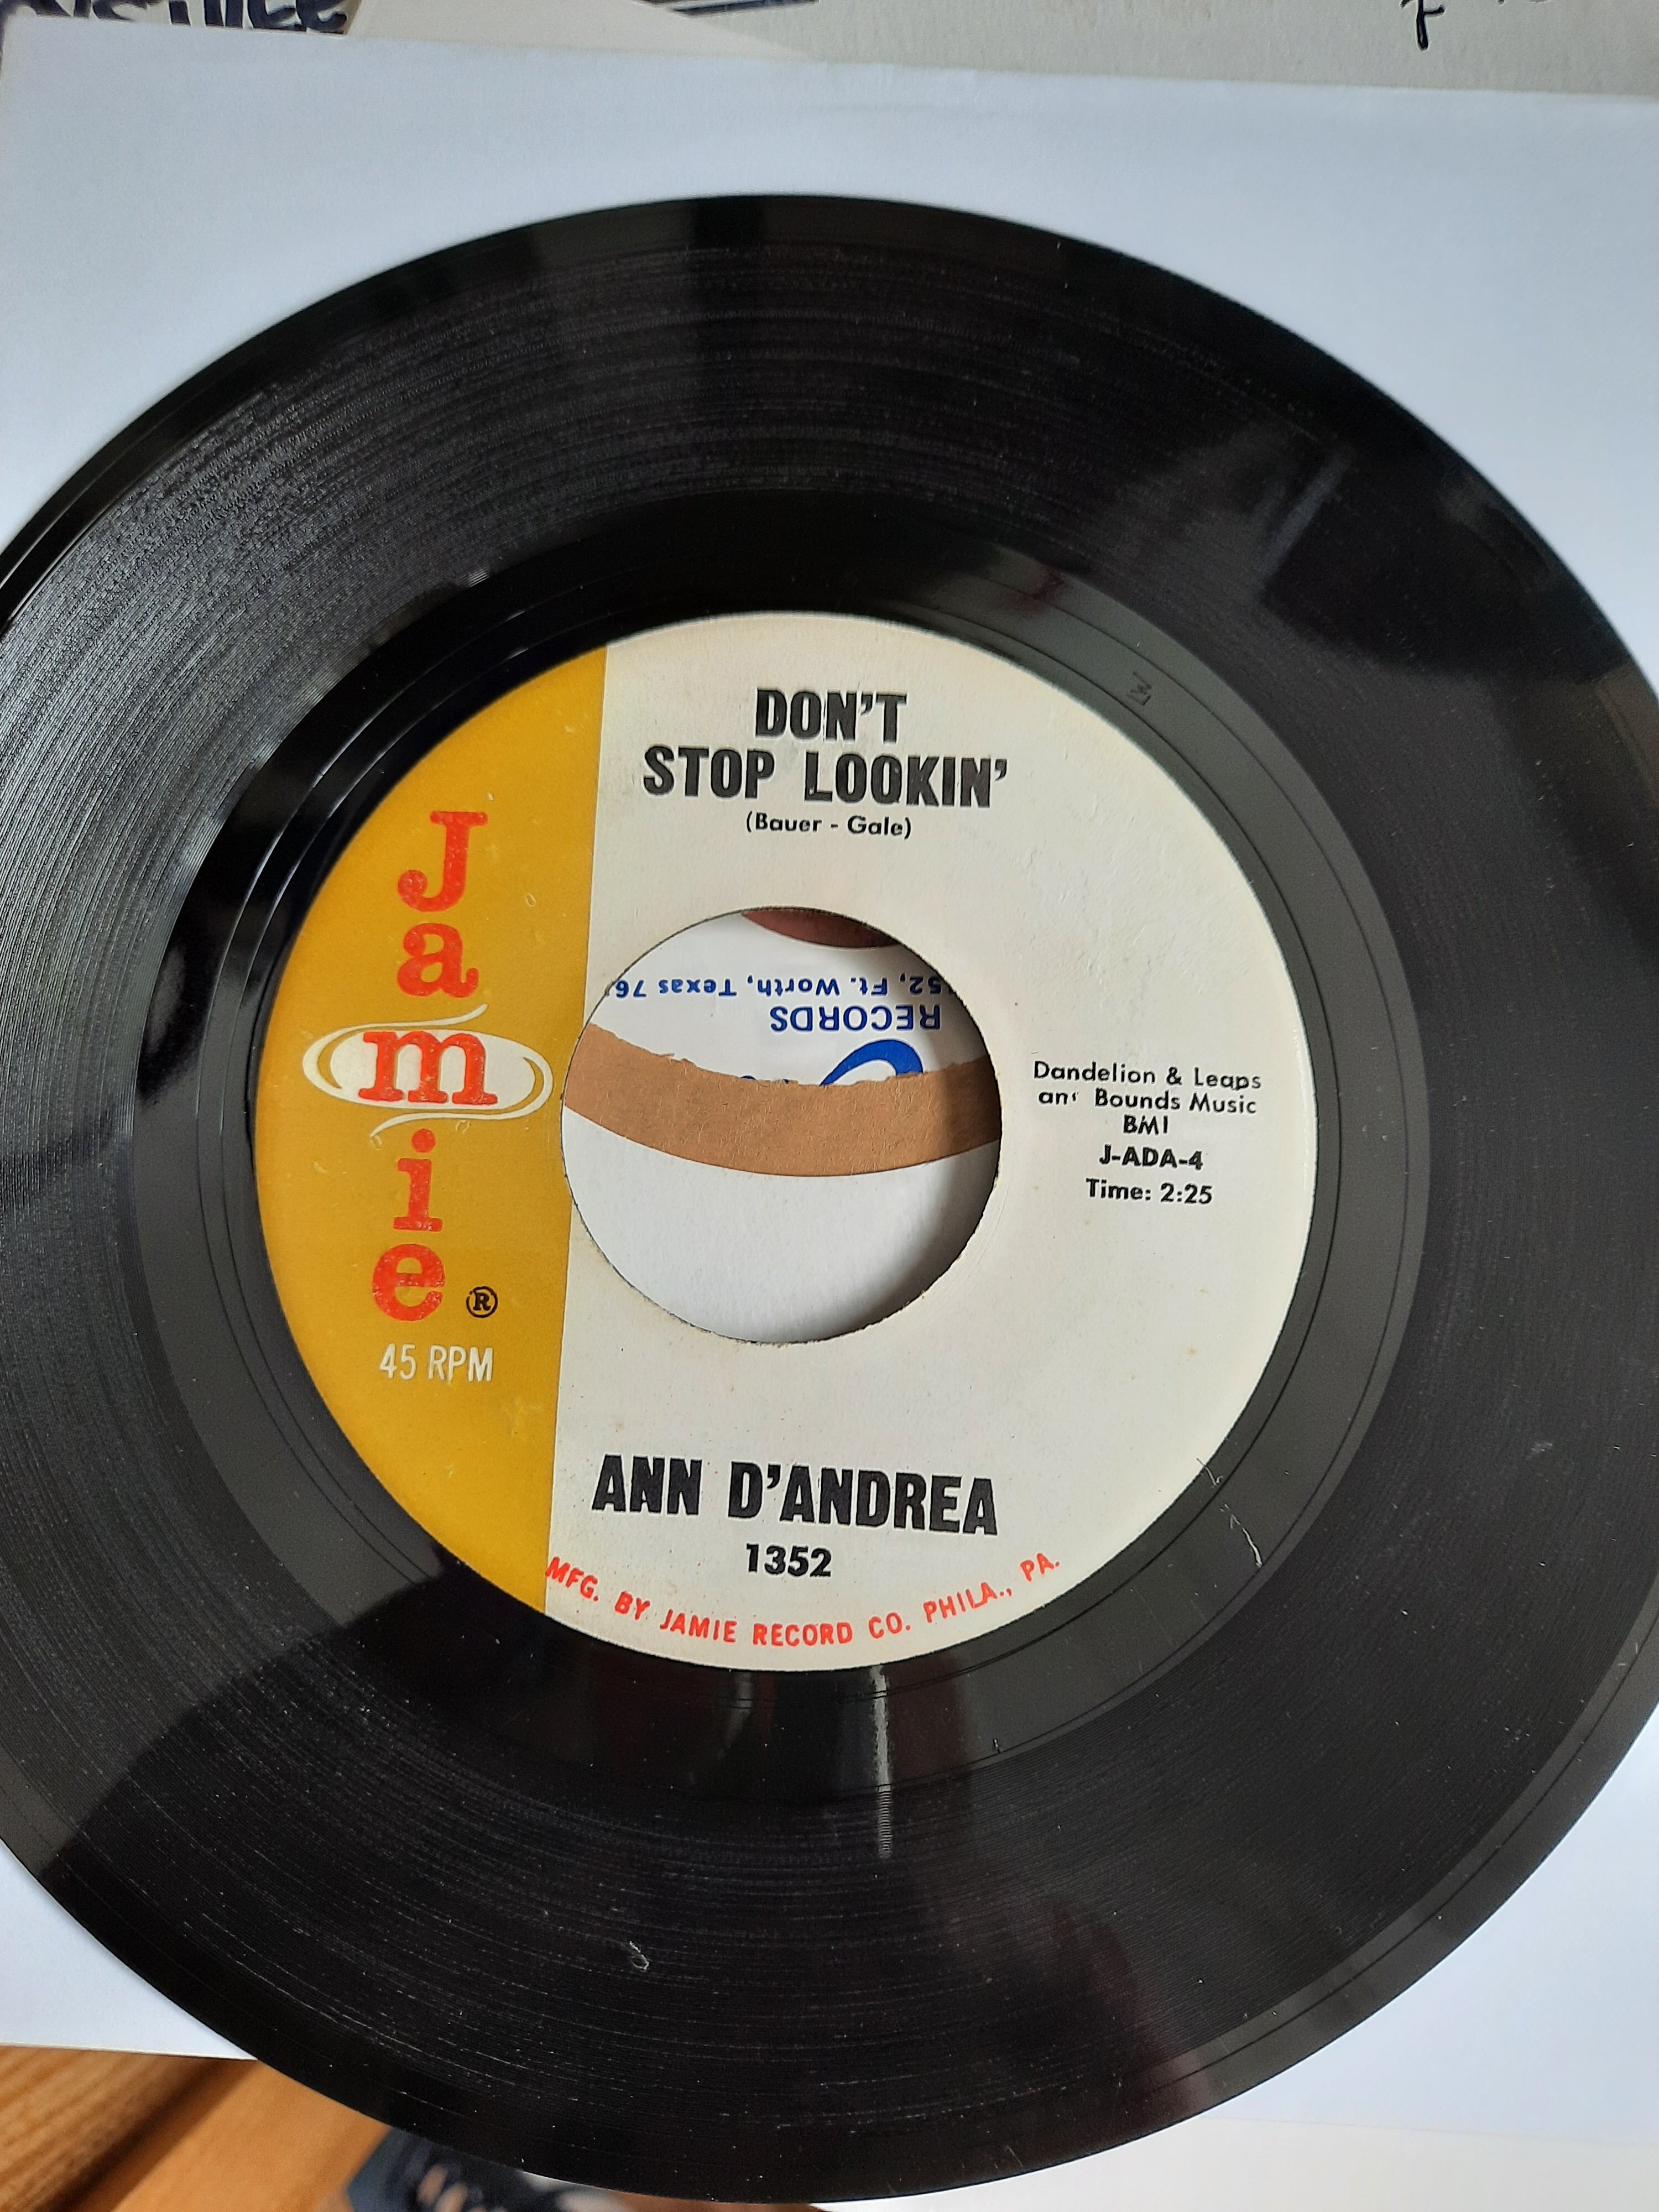 DON'T
STOP LOOKIN'
(Bauer - Gale)
Jamie®
45 RPM
52, Ft. Worth, Texas 76
RECORDS
Dandelion & Leaps
an' Bounds Music
BMI
J-ADA-4
Time: 2:25
ANN D'ANDREA
1352
MFG. BY JAMIE RECORD CO. PHILA., PA.